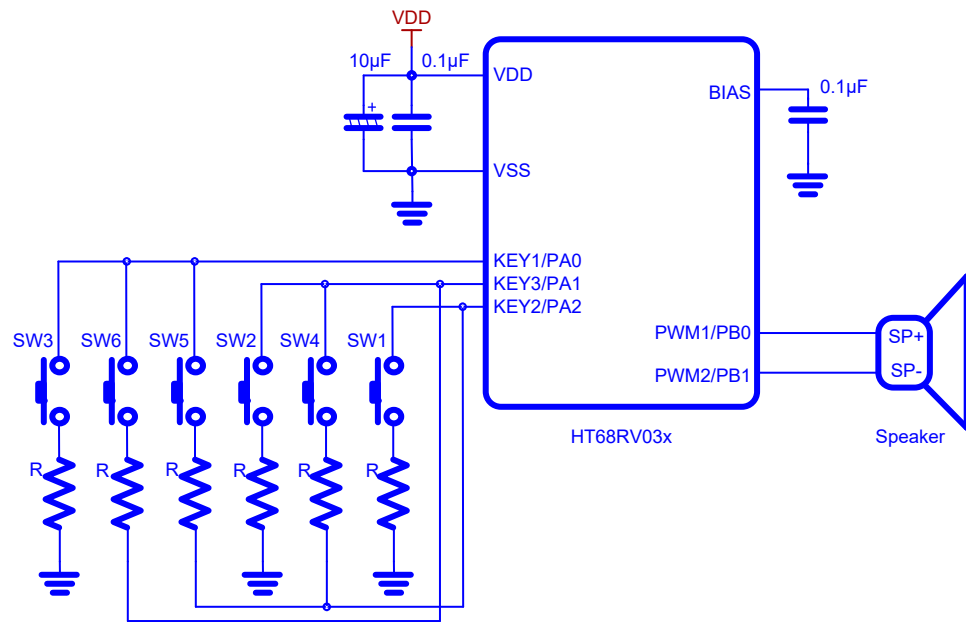 VDD
10µF
0.1µF
+
VDD
BIAS
0.1µF
VSS
KEY1/PA0
KEY3/PA1
KEY2/PA2
SW3
SW6
SW5
SW2
SW4
SW1
PWM1/PB0
SP+
PWM2/PB1
SP-
HT68RV03x
Speaker
R
R
R
R
R
R